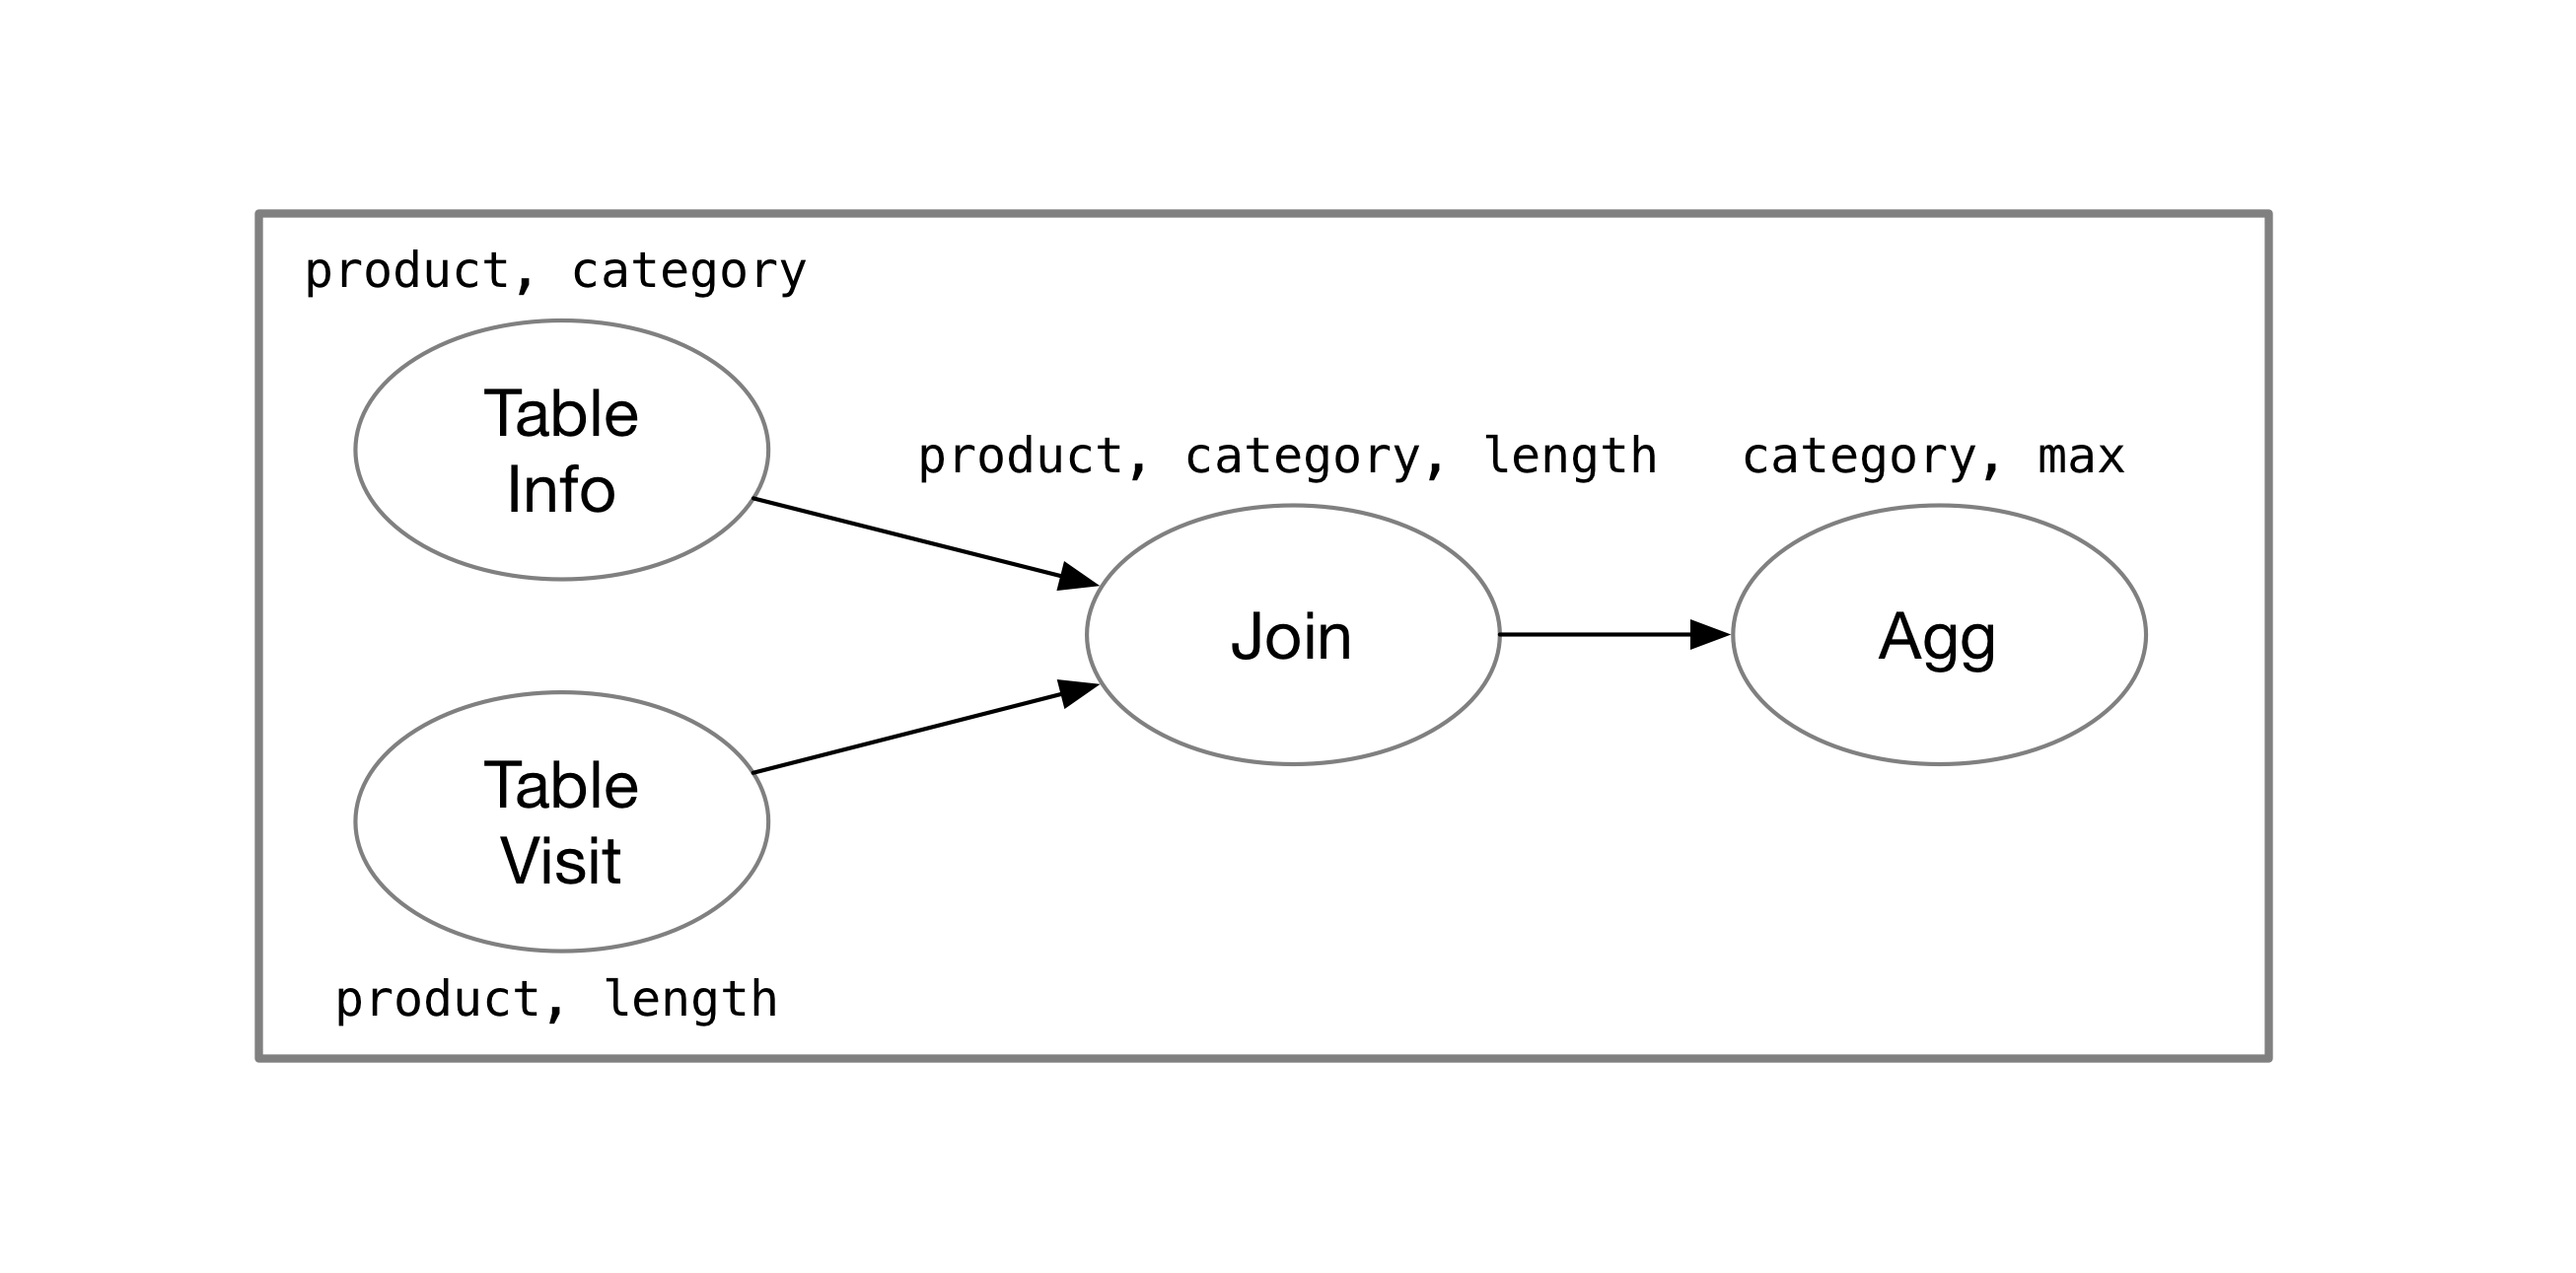 product, category
Table
Info
product, category, length
category, max
Join
Agg
Table
Visit
product, length